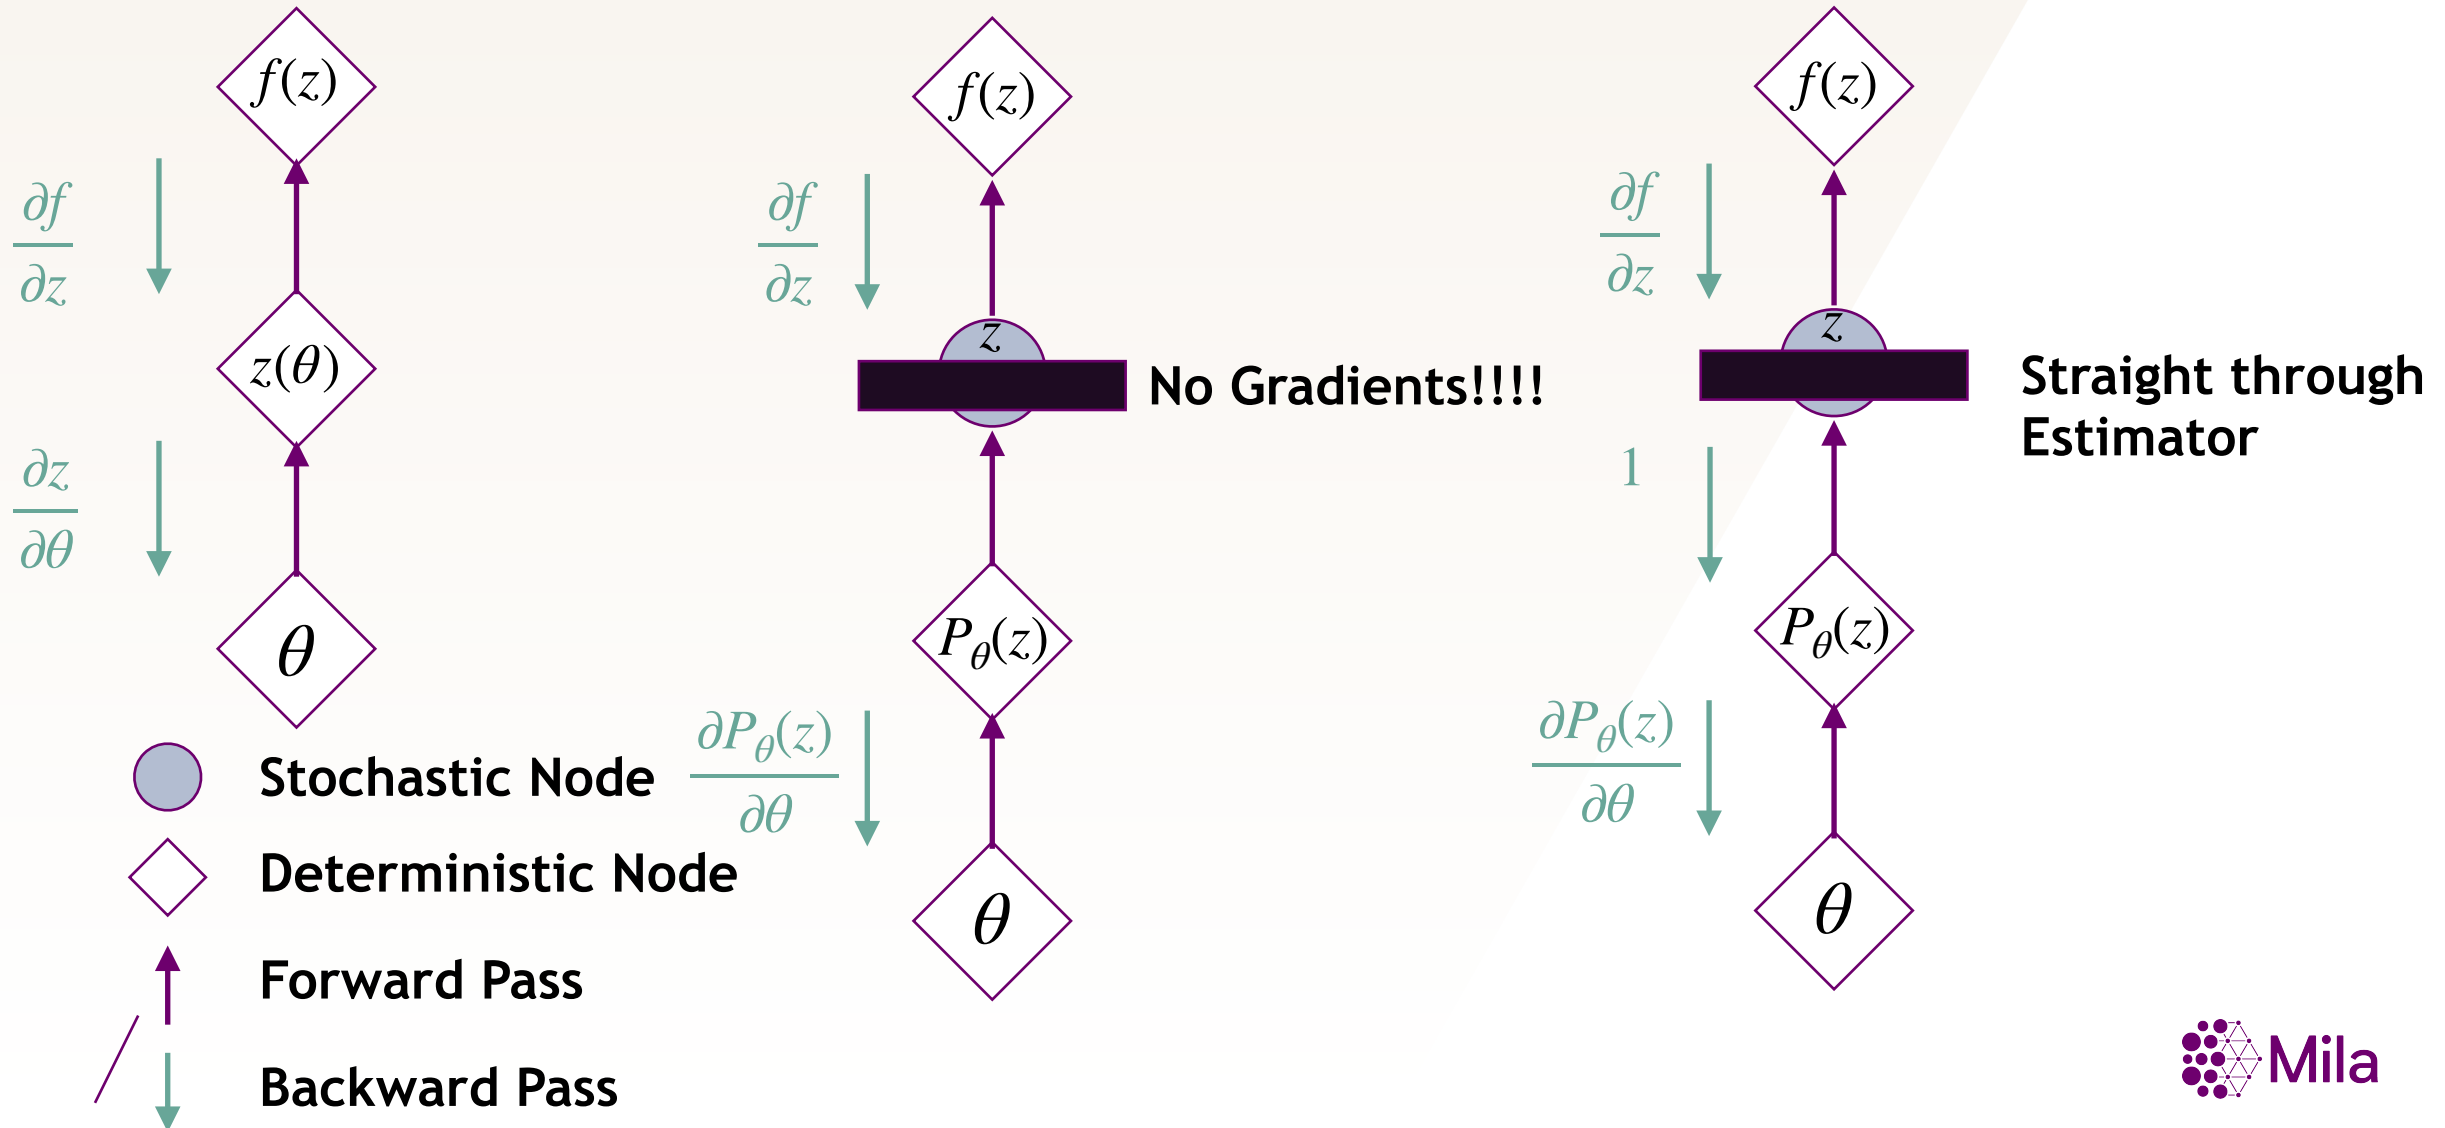 f(z)
∂f
∂z
z(θ)
∂z
∂θ
θ
Stochastic Node
Deterministic Node
Forward Pass
Backward Pass
f(z)
∂f
∂z
z
No Gradients!!!!
P_θ(z)
∂P_θ(z)
∂θ
θ
f(z)
∂f
∂z
z
Straight through
Estimator
1
P_θ(z)
∂P_θ(z)
∂θ
θ
Mila